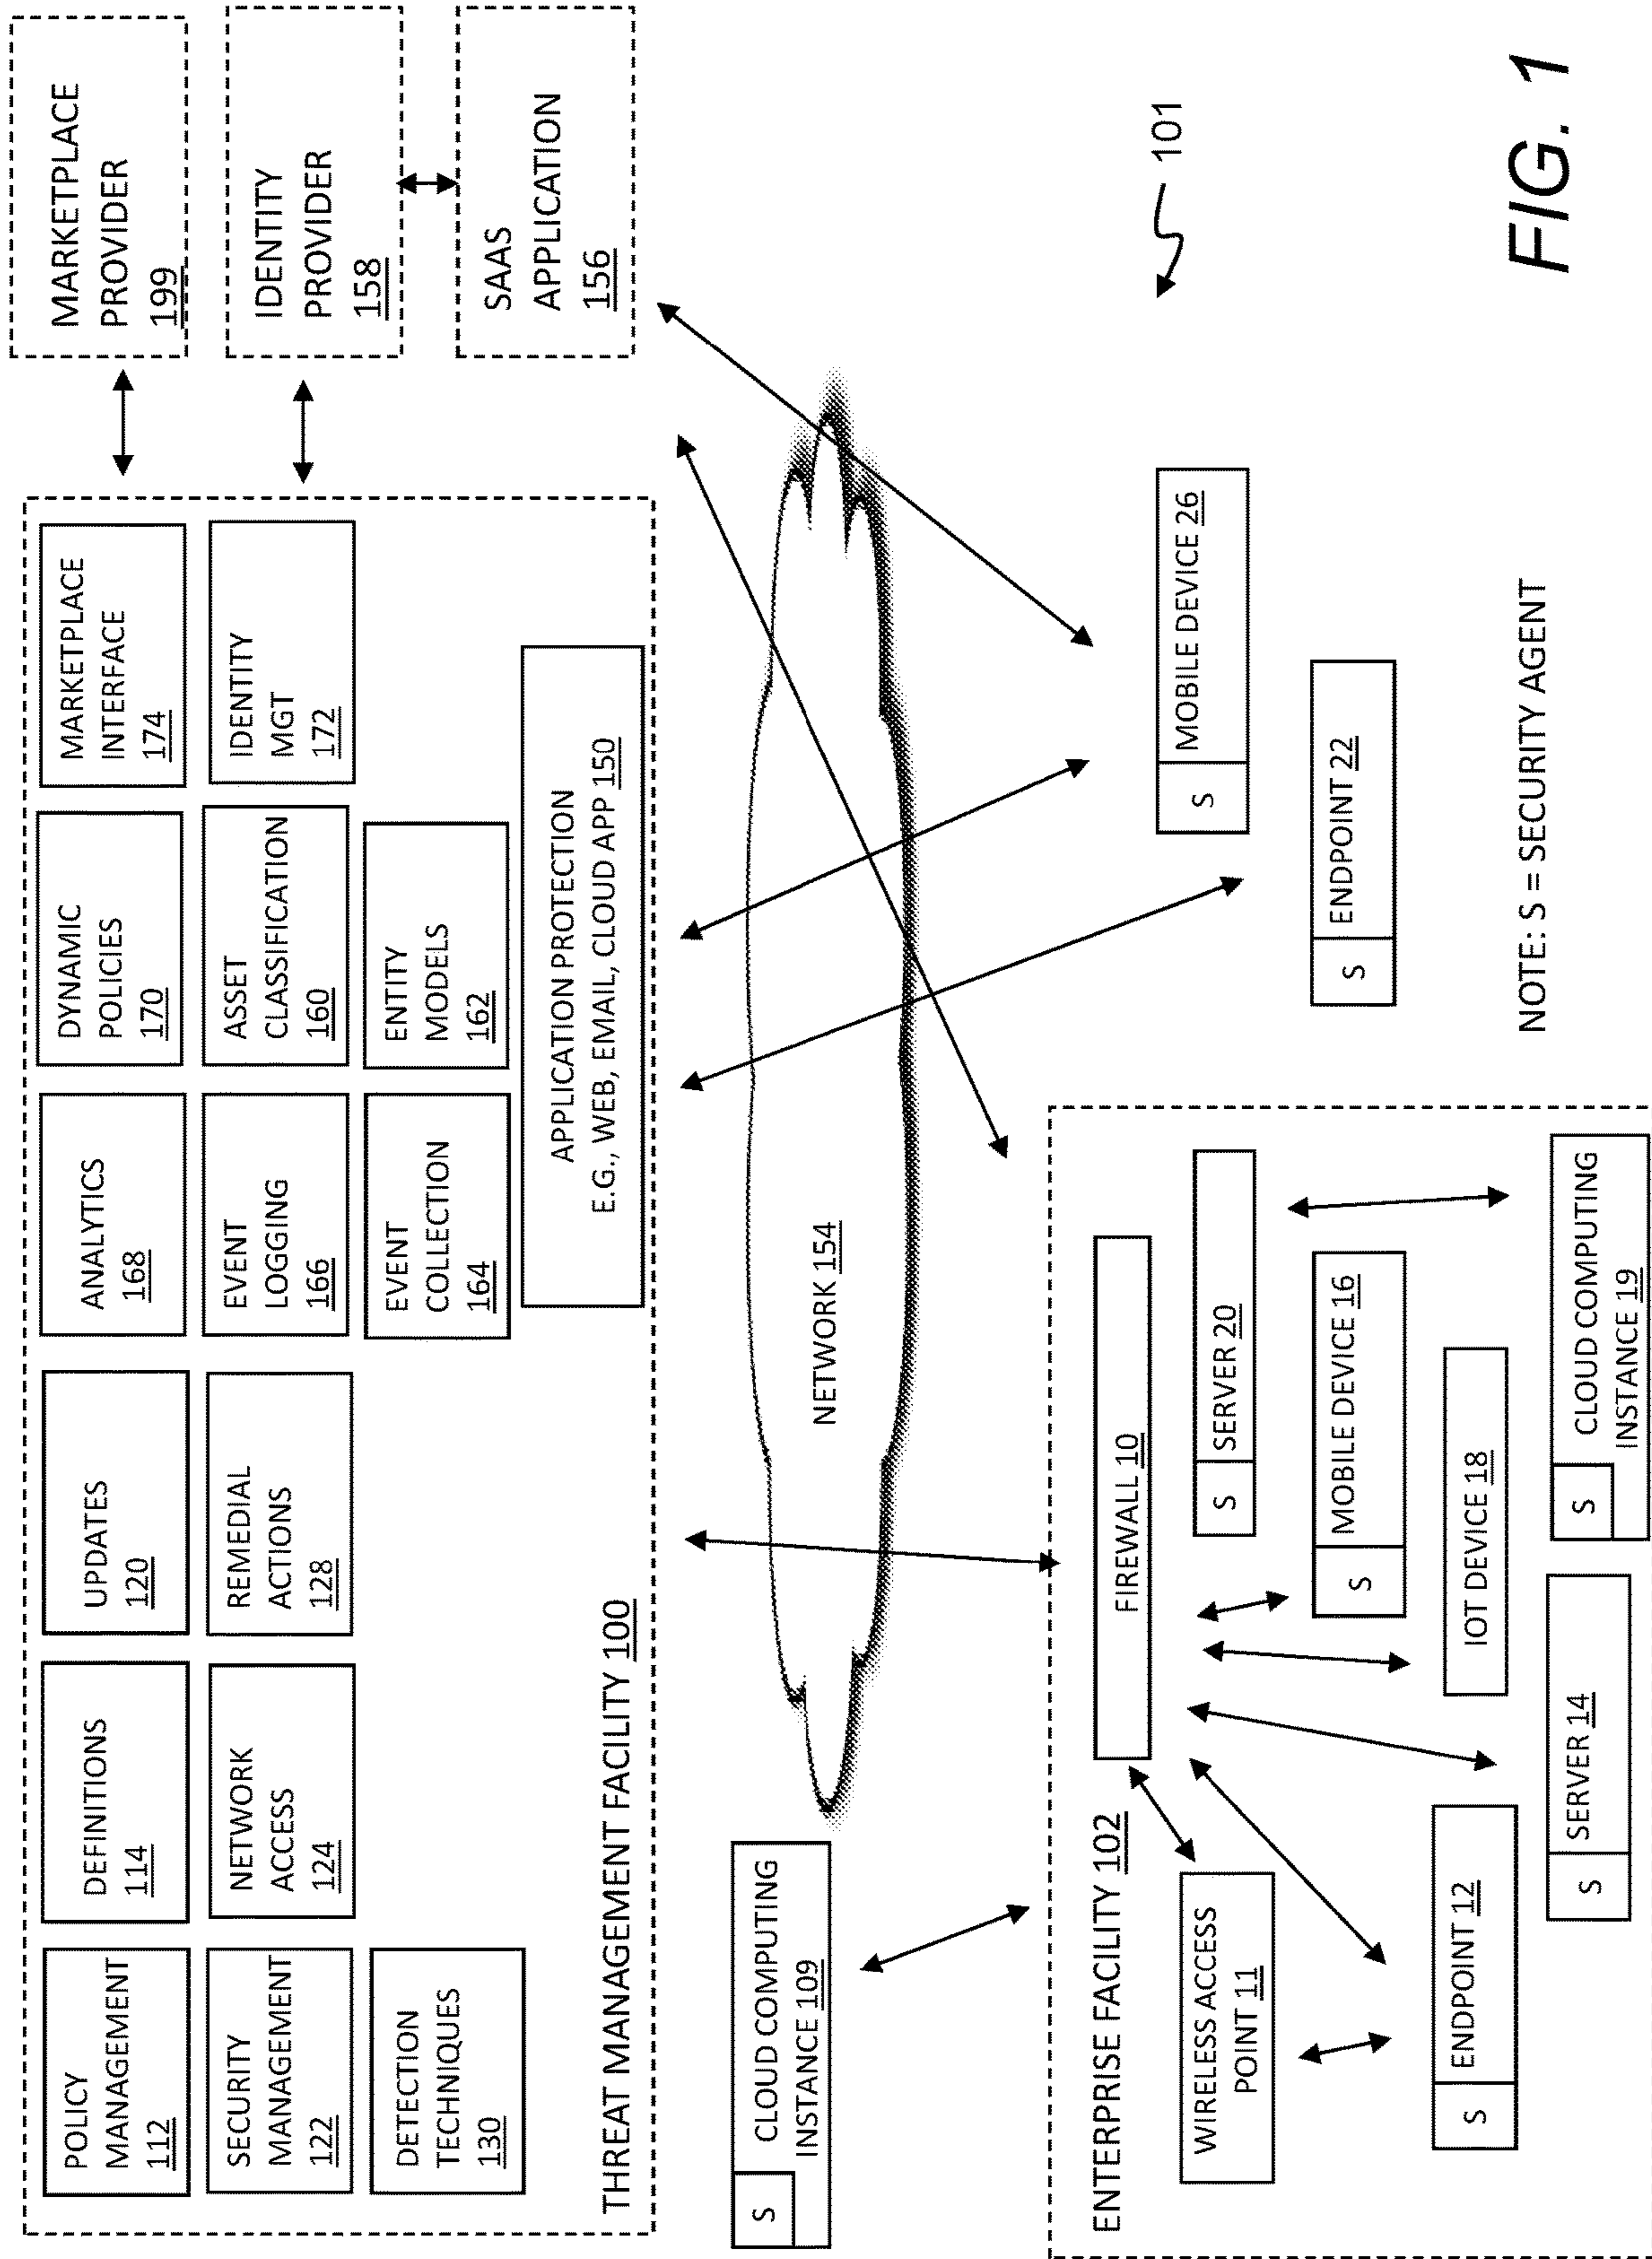 POLICY
MANAGEMENT
112
DEFINITIONS
114
UPDATES
120
ANALYTICS
168
DYNAMIC
POLICIES
170
MARKETPLACE
INTERFACE
174
MARKETPLACE
PROVIDER
199
SECURITY
MANAGEMENT
122
NETWORK
ACCESS
124
REMEDIAL
ACTIONS
128
EVENT
LOGGING
166
ASSET
CLASSIFICATION
160
IDENTITY
MGT
172
IDENTITY
PROVIDER
158
DETECTION
TECHNIQUES
130
EVENT
COLLECTION
164
ENTITY
MODELS
162
APPLICATION PROTECTION
E.G., WEB, EMAIL, CLOUD APP 150
SAAS
APPLICATION
156
THREAT MANAGEMENT FACILITY 100
S
CLOUD COMPUTING
INSTANCE 109
NETWORK 154
101
ENTERPRISE FACILITY 102
FIREWALL 10
WIRELESS ACCESS
POINT 11
S
SERVER 20
S
MOBILE DEVICE 16
S
ENDPOINT 12
IOT DEVICE 18
S
SERVER 14
S
CLOUD COMPUTING
INSTANCE 19
S
MOBILE DEVICE 26
S
ENDPOINT 22
NOTE: S = SECURITY AGENT
FIG. 1